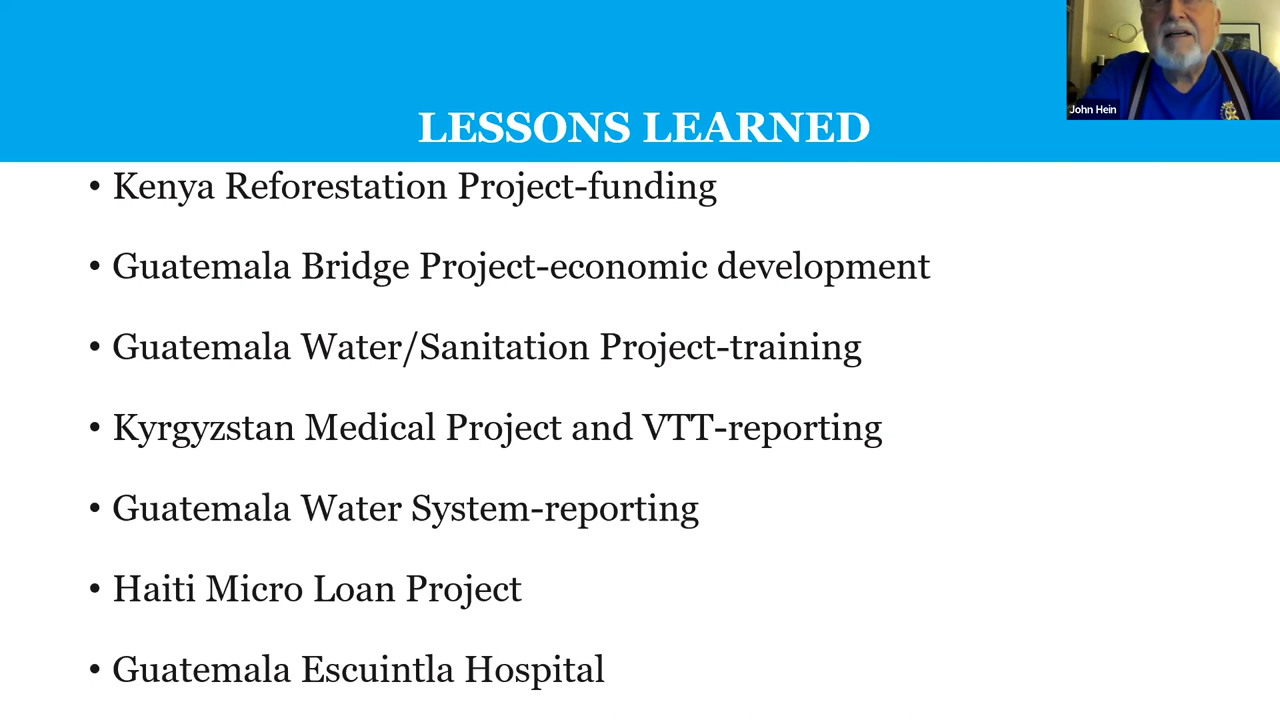 John Hein
LESSONS LEARNED
• Kenya Reforestation Project-funding
• Guatemala Bridge Project-economic development
• Guatemala Water/Sanitation Project-training
• Kyrgyzstan Medical Project and VTT-reporting
• Guatemala Water System-reporting
• Haiti Micro Loan Project
• Guatemala Escuintla Hospital